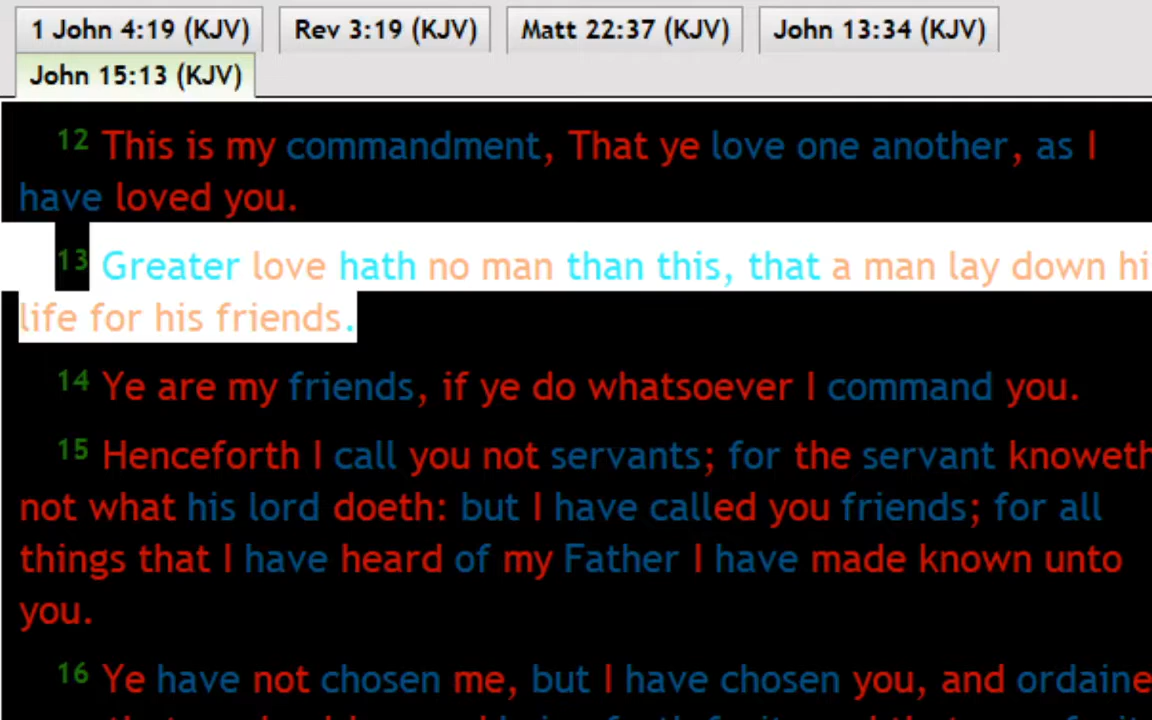 1 John 4:19 (KJV) Rev 3:19 (KJV) Matt 22:37 (KJV) John 13:34 (KJV)
John 15:13 (KJV)
12 This is my commandment, That ye love one another, as I
have loved you.
13 Greater love hath no man than this, that a man lay down hi
life for his friends.
14 Ye are my friends, if ye do whatsoever I command you.
15 Henceforth I call you not servants; for the servant knoweth
not what his lord doeth: but I have called you friends; for all
things that I have heard of my Father I have made known unto
you.
16 Ye have not chosen me, but I have chosen you, and ordaine